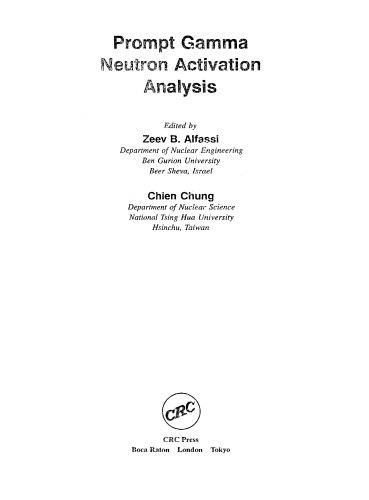 Prompt Gamma
Neutron Activation
Analysis
Edited by
Zeev B. Alfassi
Department of Nuclear Engineering
Ben Gurion University
Beer Sheva, Israel
Chien Chung
Department of Nuclear Science
National Tsing Hua University
Hsinchu, Taiwan
CRC
CRC Press
Boca Raton London Tokyo